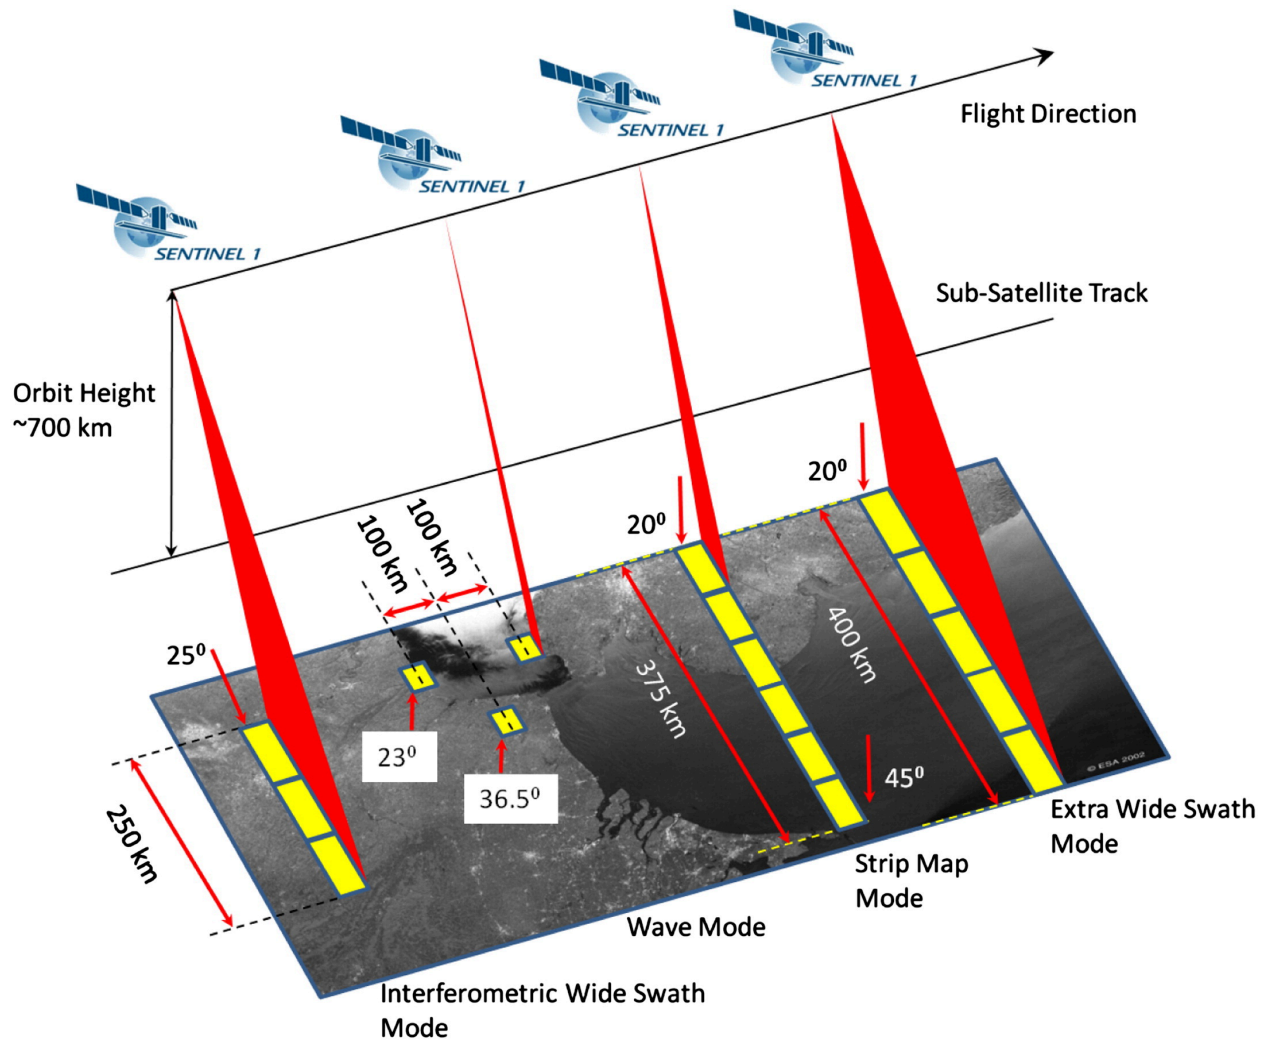 SENTINEL 1
SENTINEL 1
SENTINEL 1
SENTINEL 1
Flight Direction
Sub-Satellite Track
Orbit Height
~700 km
100 km
100 km
20⁰
20⁰
25⁰
23⁰
36.5⁰
375 km
400 km
45⁰
250 km
© ESA 2002
Extra Wide Swath
Mode
Strip Map
Mode
Wave Mode
Interferometric Wide Swath
Mode